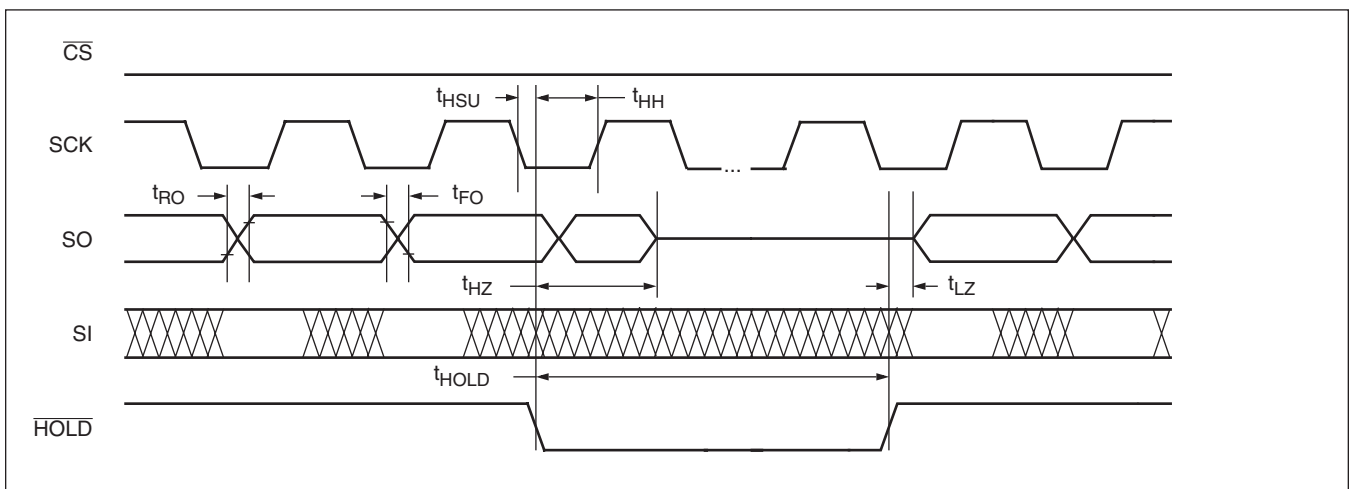 CS
tHSU
tHH
SCK
...
tRO
tFO
SO
tHZ
tLZ
SI
tHOLD
HOLD